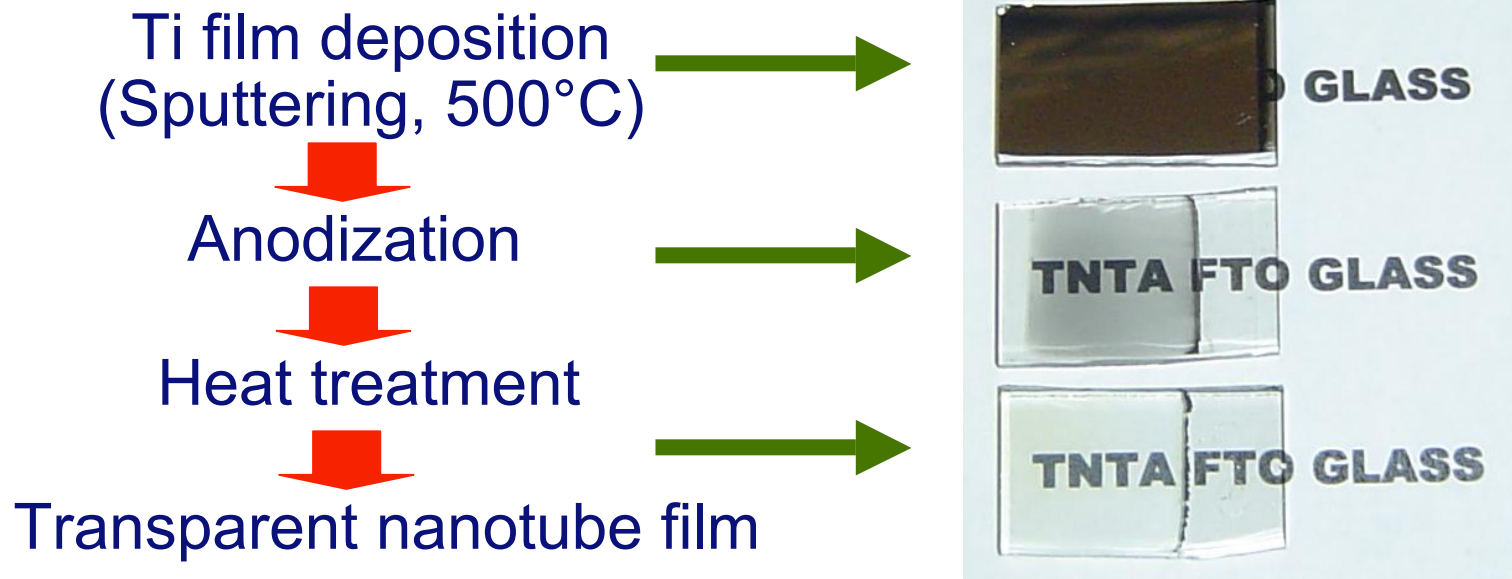 Ti film deposition
(Sputtering, 500°C)
Anodization
Heat treatment
Transparent nanotube film
GLASS
TNTA FTO GLASS
TNTA FTO GLASS